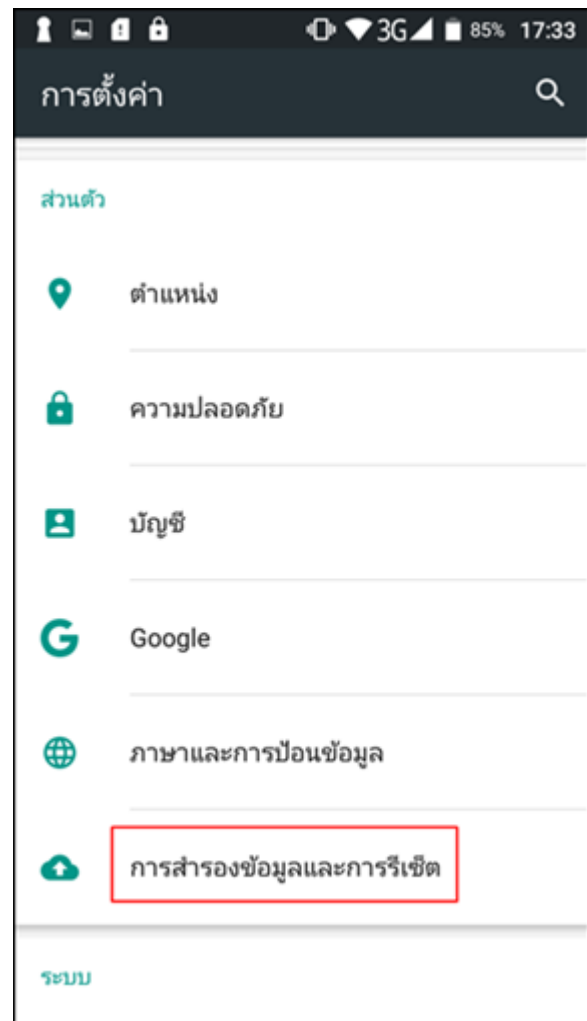 3G 85% 17:33
การตั้งค่า
ส่วนตัว
ตำแหน่ง
ความปลอดภัย
บัญชี
Google
ภาษาและการป้อนข้อมูล
การสำรองข้อมูลและการรีเซ็ต
ระบบ